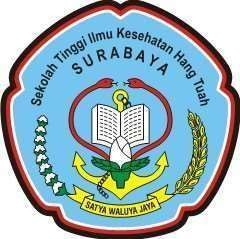 Sekolah Tinggi Ilmu Kesehatan Hang Tuah
SURABAYA
SATYA WALUYA JAYA